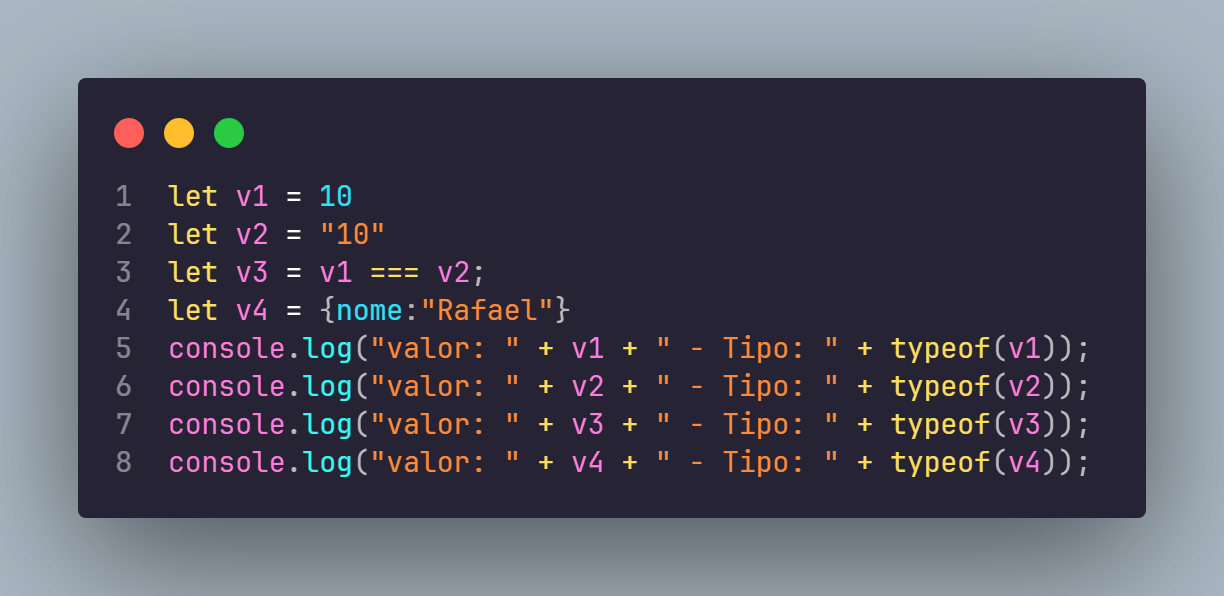 1 let v1 = 10
2 let v2 = "10"
3 let v3 = v1 === v2;
4 let v4 = {nome:"Rafael"}
5 console.log("valor: " + v1 + " - Tipo: " + typeof(v1));
6 console.log("valor: " + v2 + " - Tipo: " + typeof(v2));
7 console.log("valor: " + v3 + " - Tipo: " + typeof(v3));
8 console.log("valor: " + v4 + " - Tipo: " + typeof(v4));